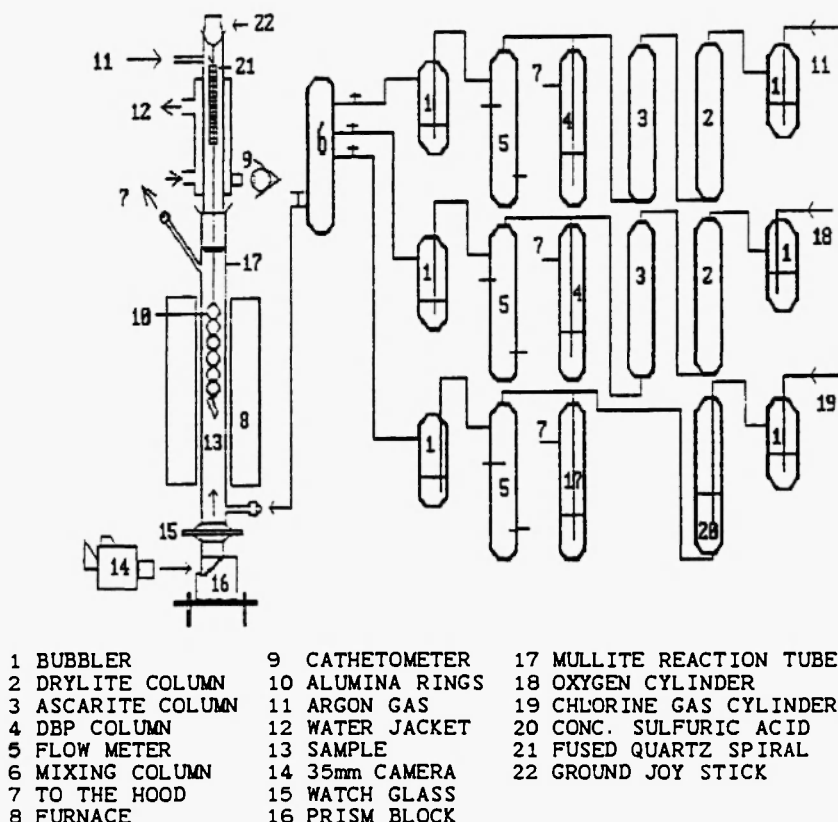 22
11
21
12
9
7
17
10
8
13
15
14
16
6
1
5
7
4
3
2
1
11
1
5
7
4
3
2
1
18
1
5
7
17
20
1
19
1 BUBBLER
2 DRYLITE COLUMN
3 ASCARITE COLUMN
4 DBP COLUMN
5 FLOW METER
6 MIXING COLUMN
7 TO THE HOOD
8 FURNACE
9 CATHETOMETER
10 ALUMINA RINGS
11 ARGON GAS
12 WATER JACKET
13 SAMPLE
14 35mm CAMERA
15 WATCH GLASS
16 PRISM BLOCK
17 MULLITE REACTION TUBE
18 OXYGEN CYLINDER
19 CHLORINE GAS CYLINDER
20 CONC. SULFURIC ACID
21 FUSED QUARTZ SPIRAL
22 GROUND JOY STICK